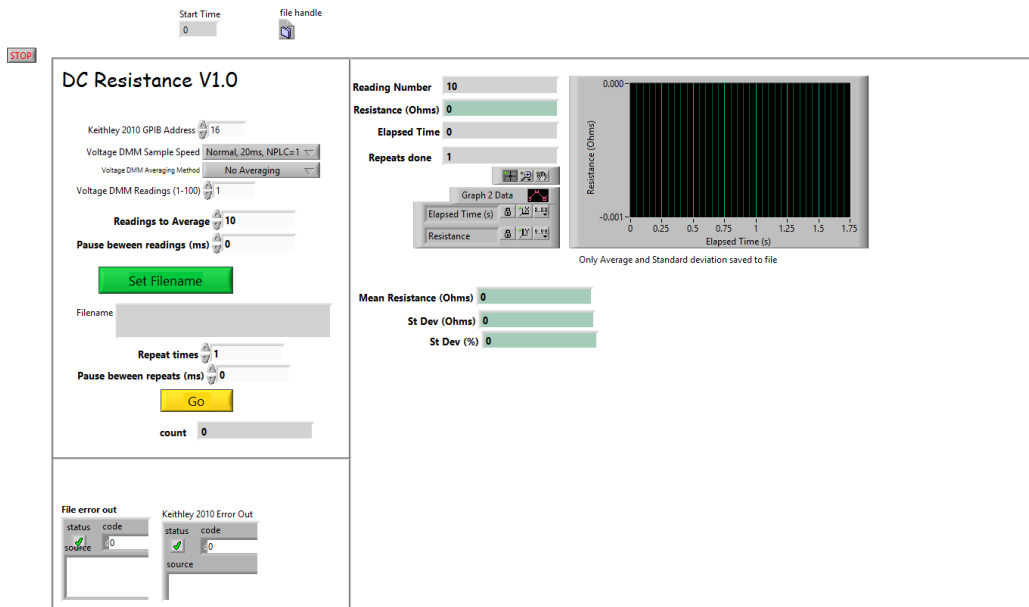 Start Time
0
file handle
STOP
DC Resistance V1.0
Keithley 2010 GPIB Address 16
Voltage DMM Sample Speed Normal, 20ms, NPLC=1
Voltage DMM Averaging Method No Averaging
Voltage DMM Readings (1-100) 1
Readings to Average 10
Pause beween readings (ms) 0
Set Filename
Filename
Repeat times 1
Pause beween repeats (ms) 0
Go
count 0
File error out
status code
0
source
Keithley 2010 Error Out
status code
0
source
Reading Number 10
Resistance (Ohms) 0
Elapsed Time 0
Repeats done 1
Graph 2 Data
Elapsed Time (s)
Resistance
0.000
-0.001
Resistance (Ohms)
0 0.25 0.5 0.75 1 1.25 1.5 1.75
Elapsed Time (s)
Only Average and Standard deviation saved to file
Mean Resistance (Ohms) 0
St Dev (Ohms) 0
St Dev (%) 0